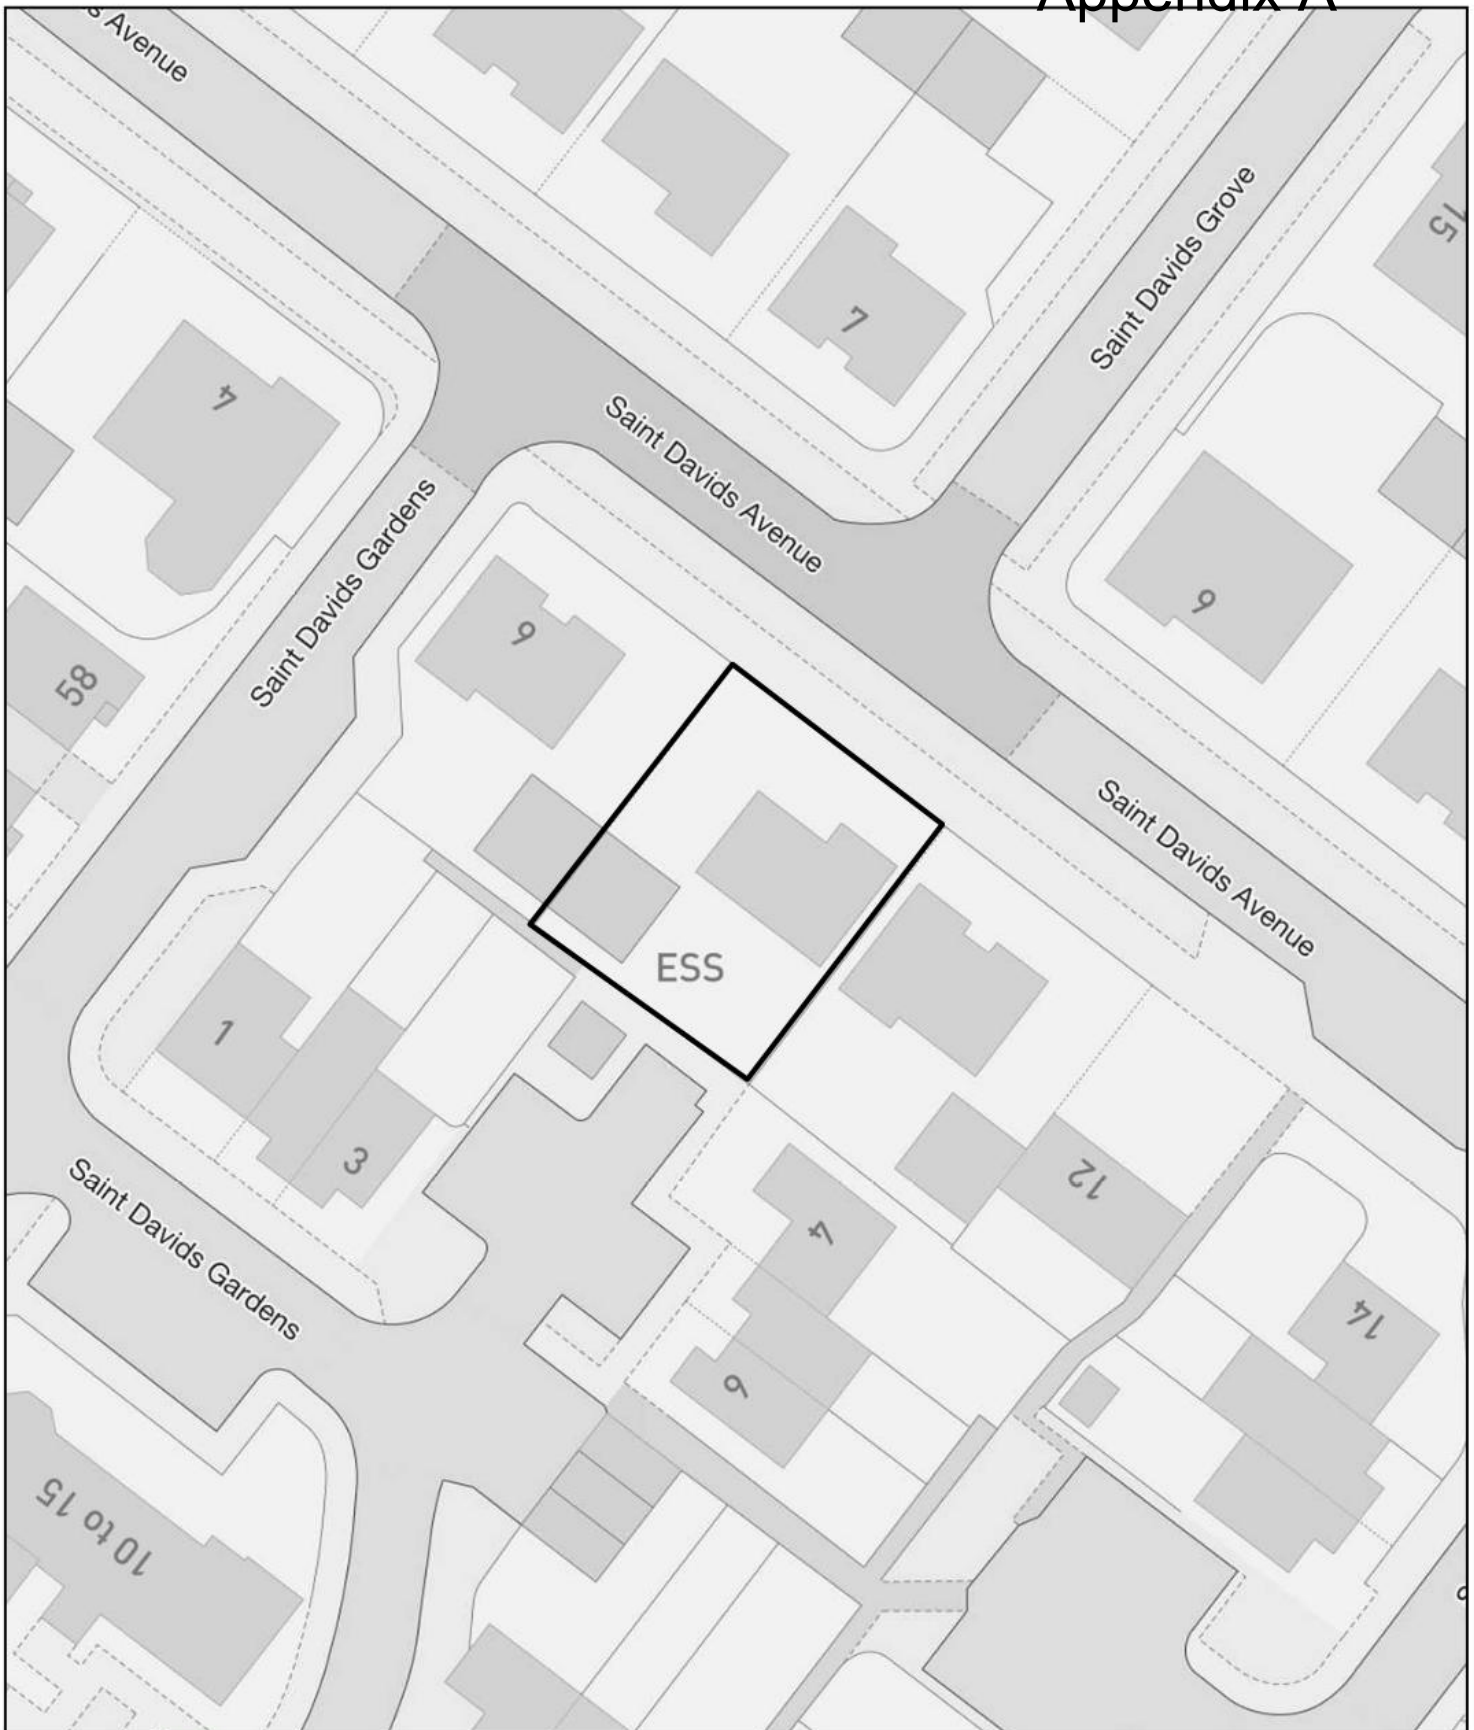 Appendix A
s Avenue
Saint Davids Grove
15
7
4
Saint Davids Avenue
Saint Davids Gardens
9
6
58
Saint Davids Avenue
ESS
1
3
12
4
Saint Davids Gardens
14
6
10 to 15